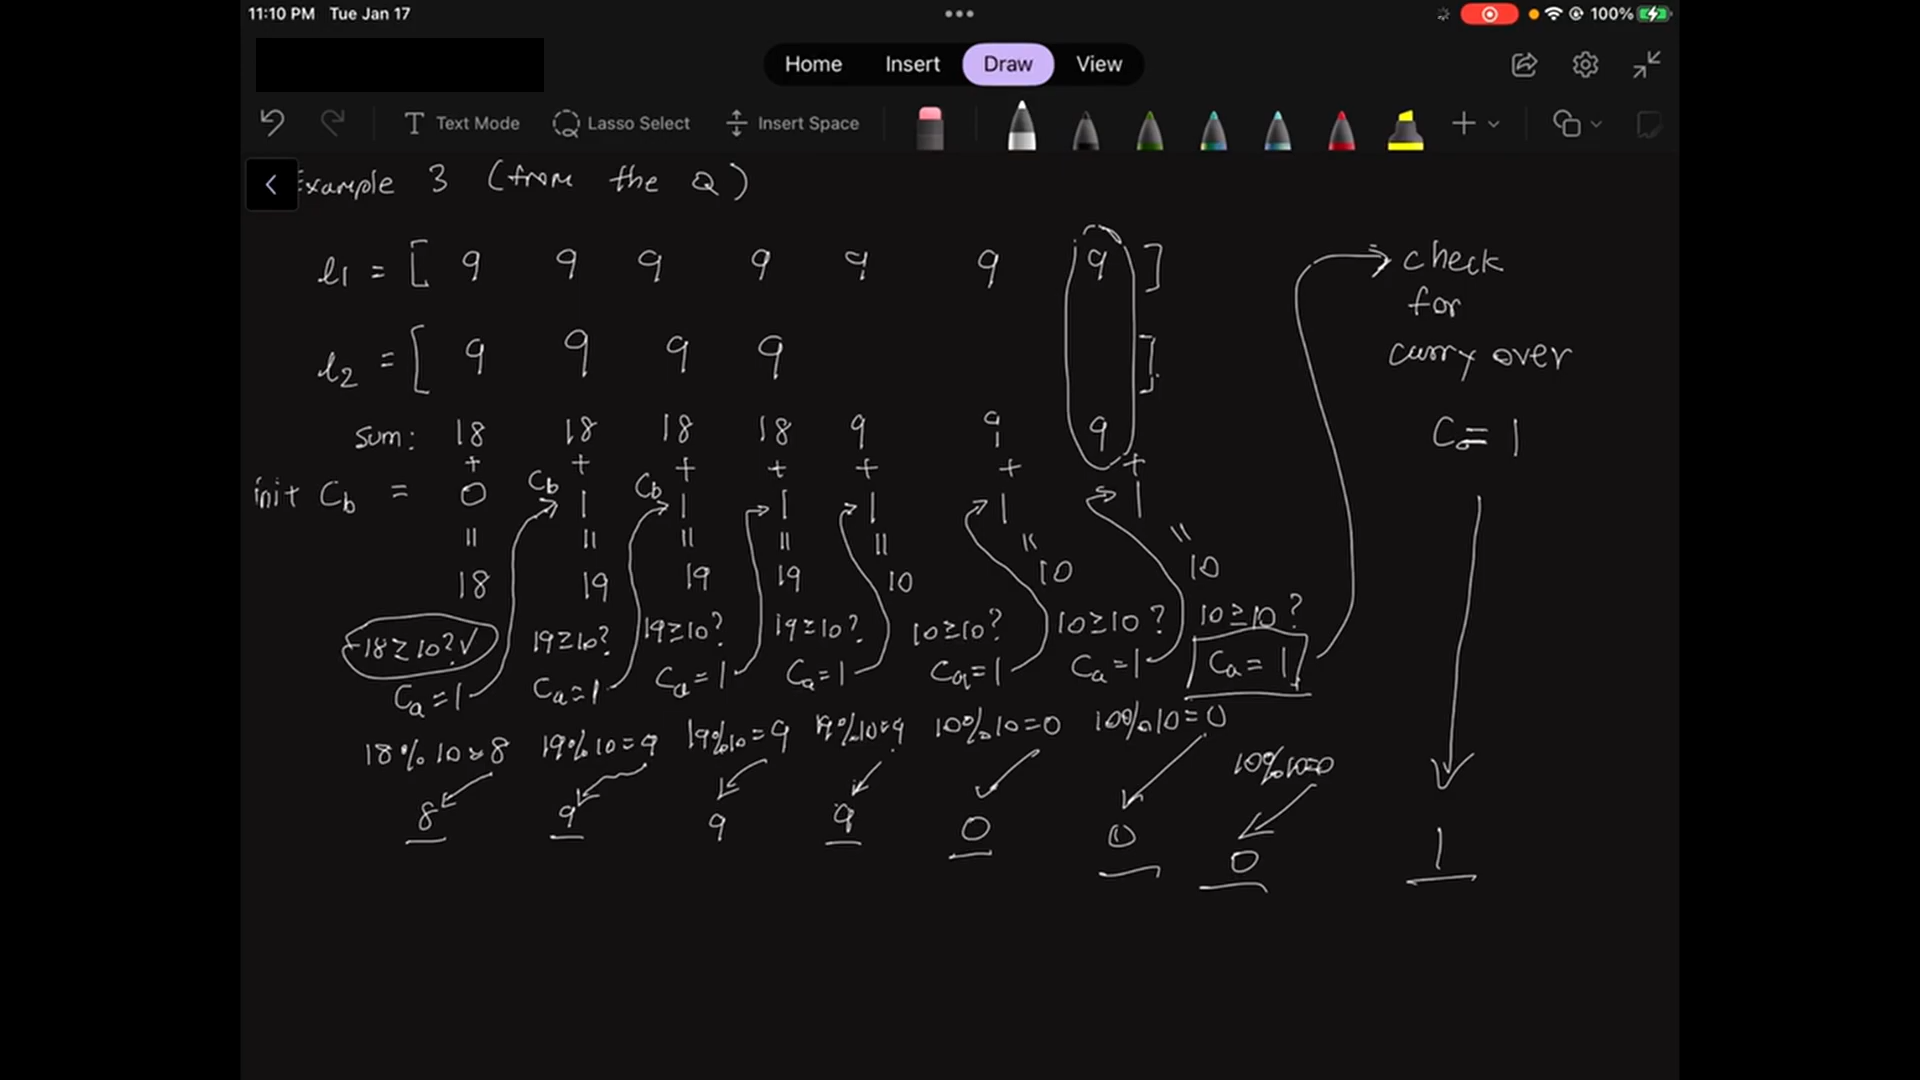 11:10 PM Tue Jan 17
100%
Home Insert Draw View
Text Mode Lasso Select Insert Space
Example 3 (from the Q)
l1 = [ 9 9 9 9 9 9 9 ]
l2 = [ 9 9 9 9 ]
sum: 18 18 18 18 9 9 9
+ + + + + + +
init Cb = 0 Cb 1 Cb 1 1 1 1 1
= = = = = = =
18 19 19 19 10 10 10
18 ≥ 10? ✓ 19 ≥ 10? 19 ≥ 10? 19 ≥ 10? 10 ≥ 10? 10 ≥ 10? 10 ≥ 10?
Ca = 1 Ca = 1 Ca = 1 Ca = 1 Ca = 1 Ca = 1 Ca = 1
18 % 10 = 8 19 % 10 = 9 19 % 10 = 9 19 % 10 = 9 10 % 10 = 0 10 % 10 = 0 10 % 10 = 0
8 9 9 9 0 0 0 1
check
for
carry over
C = 1